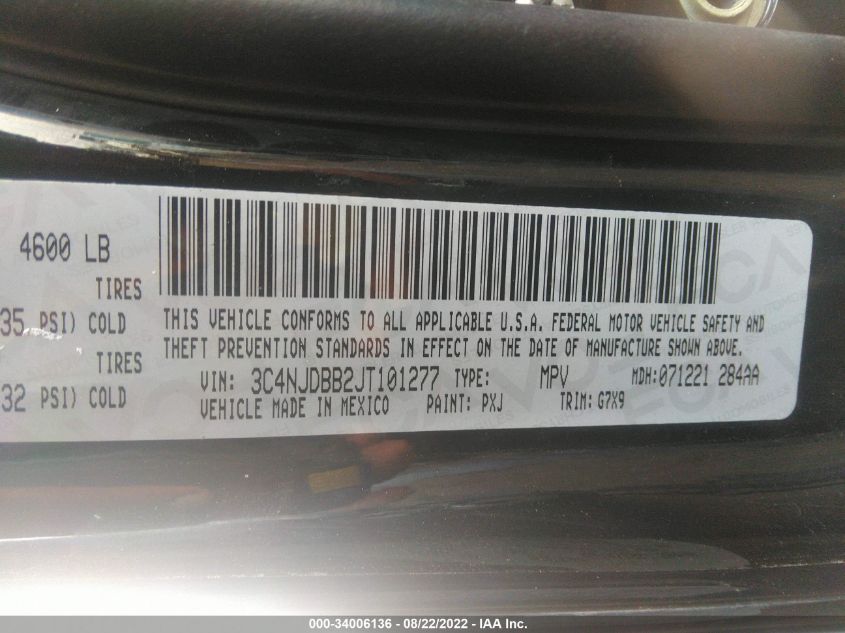 4600 LB
TIRES
35 PSI) COLD
THIS VEHICLE CONFORMS TO ALL APPLICABLE U.S.A. FEDERAL MOTOR VEHICLE SAFETY AND
THEFT PREVENTION STANDARDS IN EFFECT ON THE DATE OF MANUFACTURE SHOWN ABOVE.
TIRES
32 PSI) COLD
VIN: 3C4NJDBB2JT101277 TYPE: MPV MDH: 071221 284AA
VEHICLE MADE IN MEXICO PAINT: PXJ TRIM: G7X9
000-34006136 - 08/22/2022 - IAAI.com